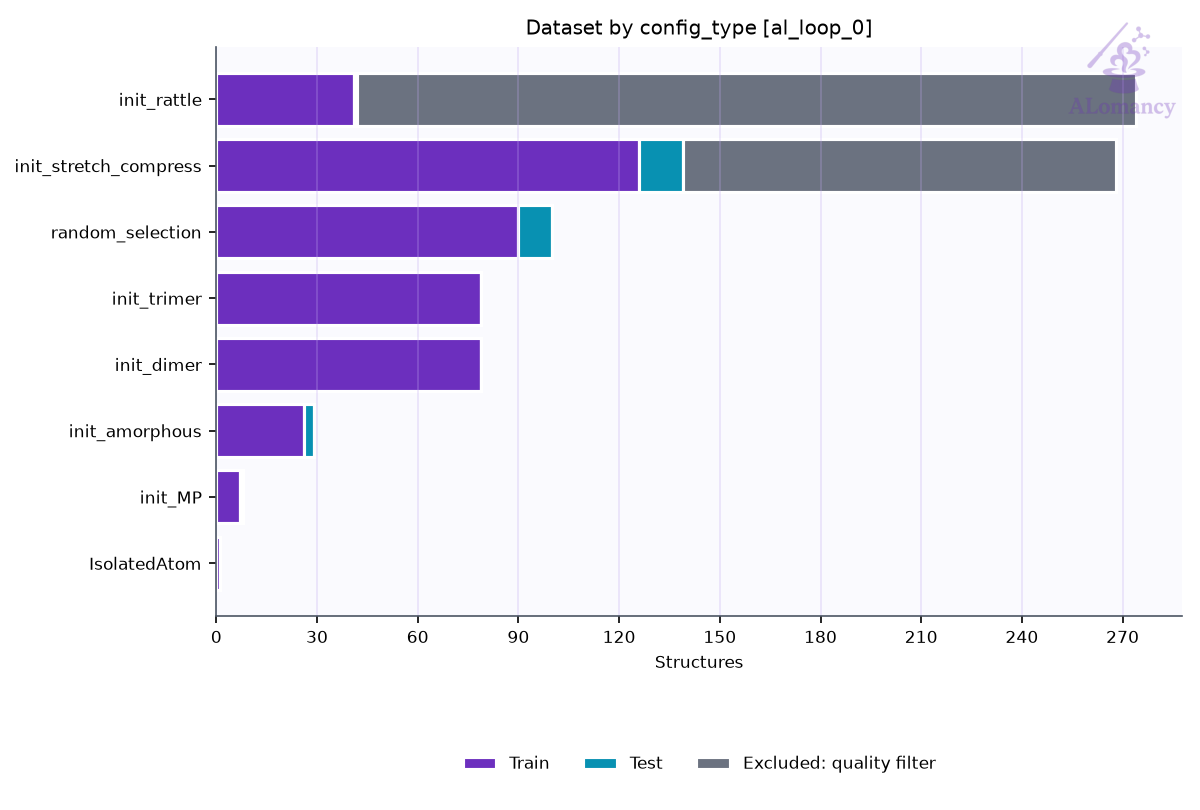 Dataset by config_type [al_loop_0]
ALomancy
init_rattle
init_stretch_compress
random_selection
init_trimer
init_dimer
init_amorphous
init_MP
IsolatedAtom
0 30 60 90 120 150 180 210 240 270
Structures
Train Test Excluded: quality filter